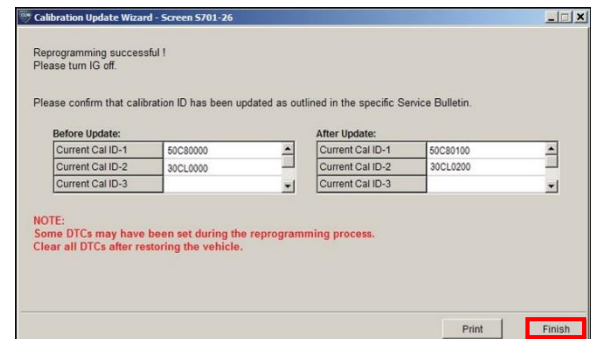 Calibration Update Wizard - Screen S701-26
Reprogramming successful !
Please turn IG off.
Please confirm that calibration ID has been updated as outlined in the specific Service Bulletin.
Before Update:
Current Cal ID-1 50C80000
Current Cal ID-2 30CL0000
Current Cal ID-3
After Update:
Current Cal ID-1 50C80100
Current Cal ID-2 30CL0200
Current Cal ID-3
NOTE:
Some DTCs may have been set during the reprogramming process.
Clear all DTCs after restoring the vehicle.
Print Finish